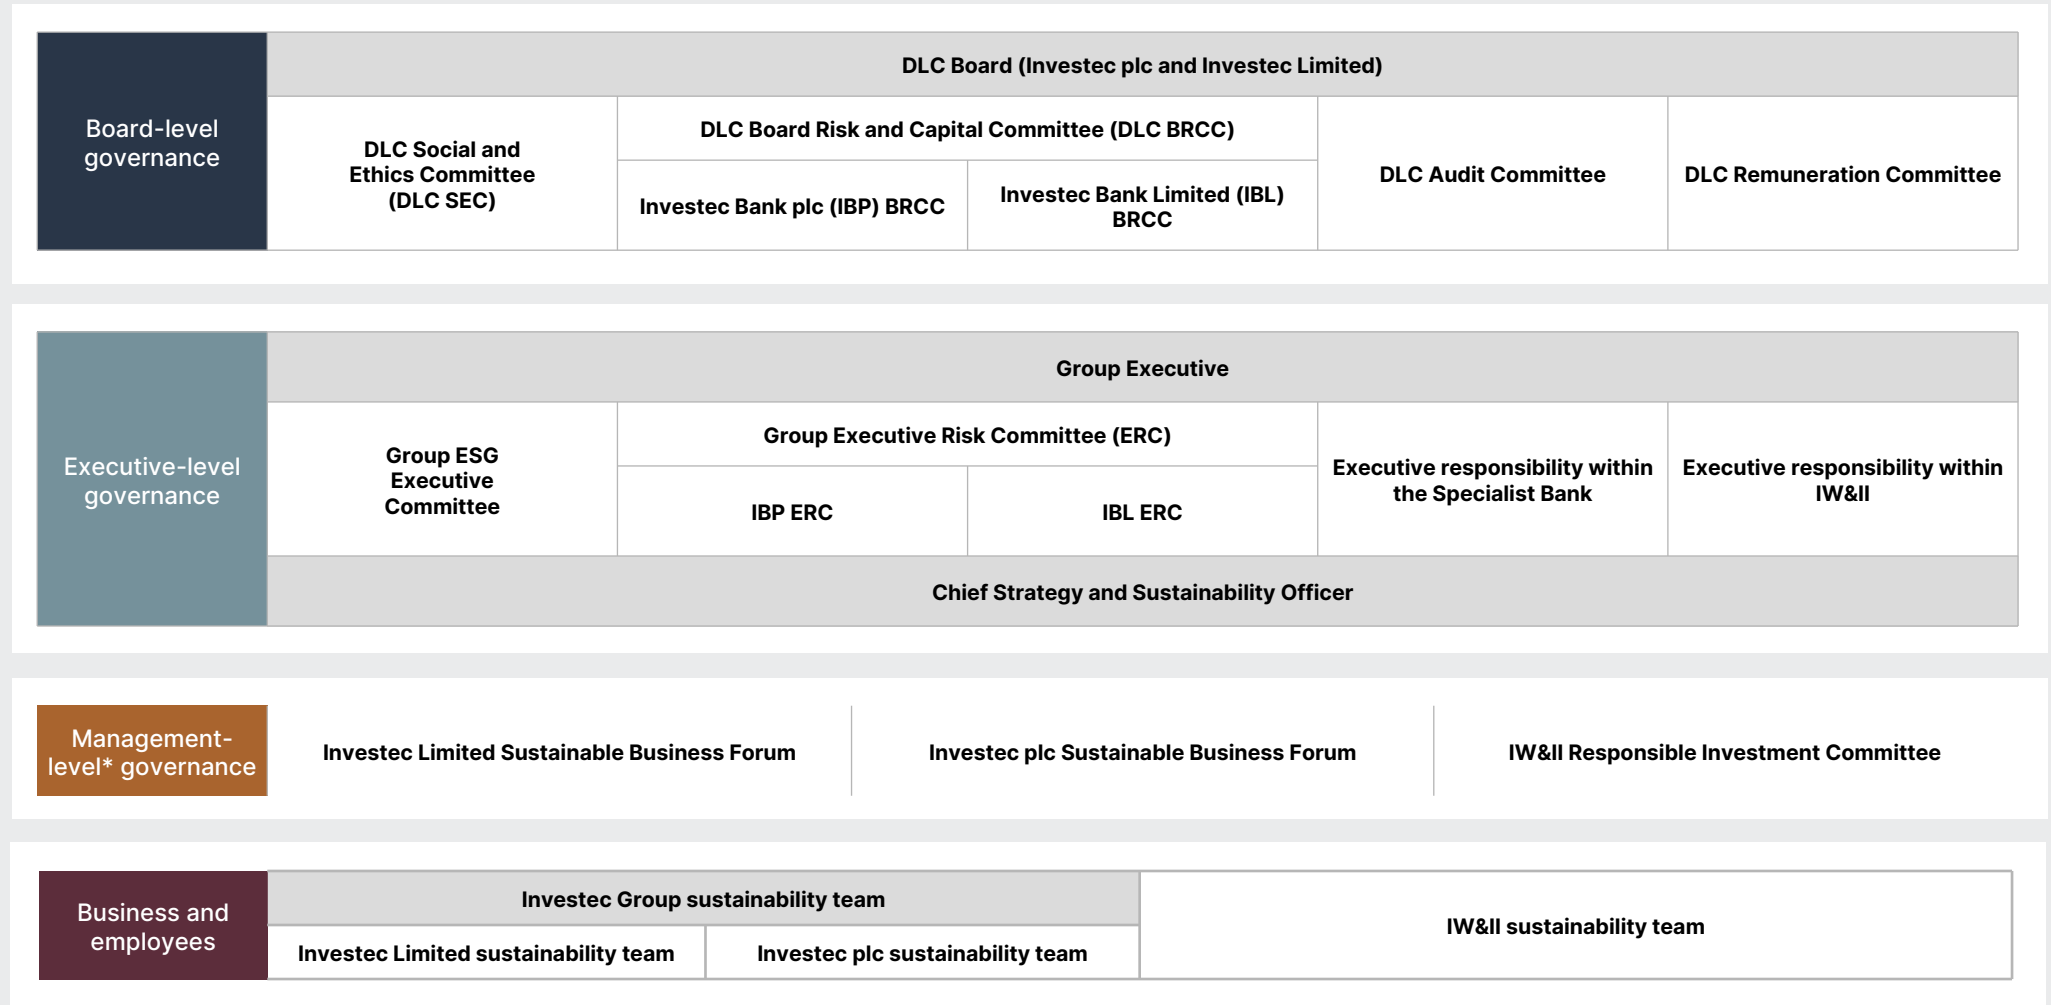 Board-level
governance
DLC Board (Investec plc and Investec Limited)
DLC Social and
Ethics Committee
(DLC SEC)
DLC Board Risk and Capital Committee (DLC BRCC)
Investec Bank plc (IBP) BRCC
Investec Bank Limited (IBL)
BRCC
DLC Audit Committee
DLC Remuneration Committee
Executive-level
governance
Group Executive
Group ESG
Executive
Committee
Group Executive Risk Committee (ERC)
IBP ERC
IBL ERC
Executive responsibility within
the Specialist Bank
Executive responsibility within
IW&II
Chief Strategy and Sustainability Officer
Management-
level* governance
Investec Limited Sustainable Business Forum
Investec plc Sustainable Business Forum
IW&II Responsible Investment Committee
Business and
employees
Investec Group sustainability team
Investec Limited sustainability team
Investec plc sustainability team
IW&II sustainability team